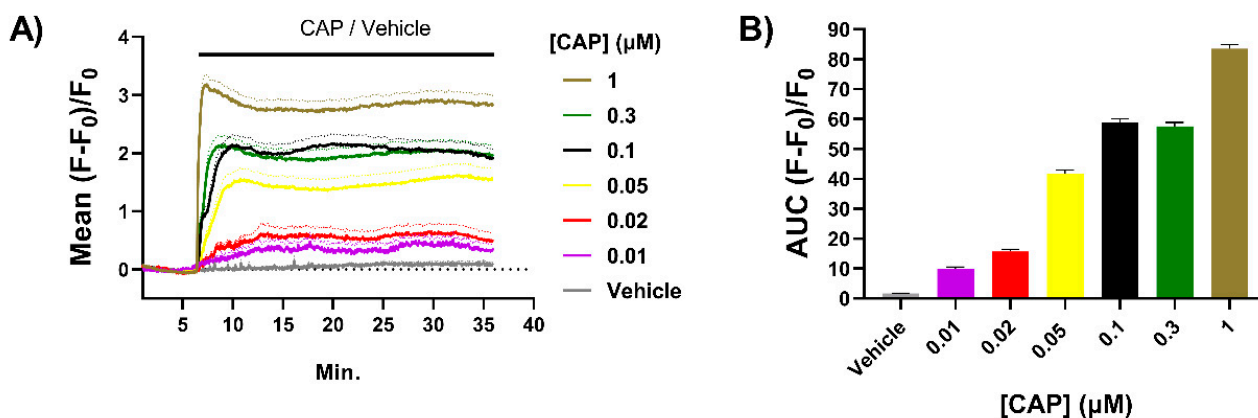 A)
CAP / Vehicle
Mean (F-F0)/F0
4
3
2
1
0
5 10 15 20 25 30 35 40
Min.
[CAP] (µM)
1
0.3
0.1
0.05
0.02
0.01
Vehicle
B)
AUC (F-F0)/F0
90
80
70
60
50
40
30
20
10
0
Vehicle 0.01 0.02 0.05 0.1 0.3 1
[CAP] (µM)